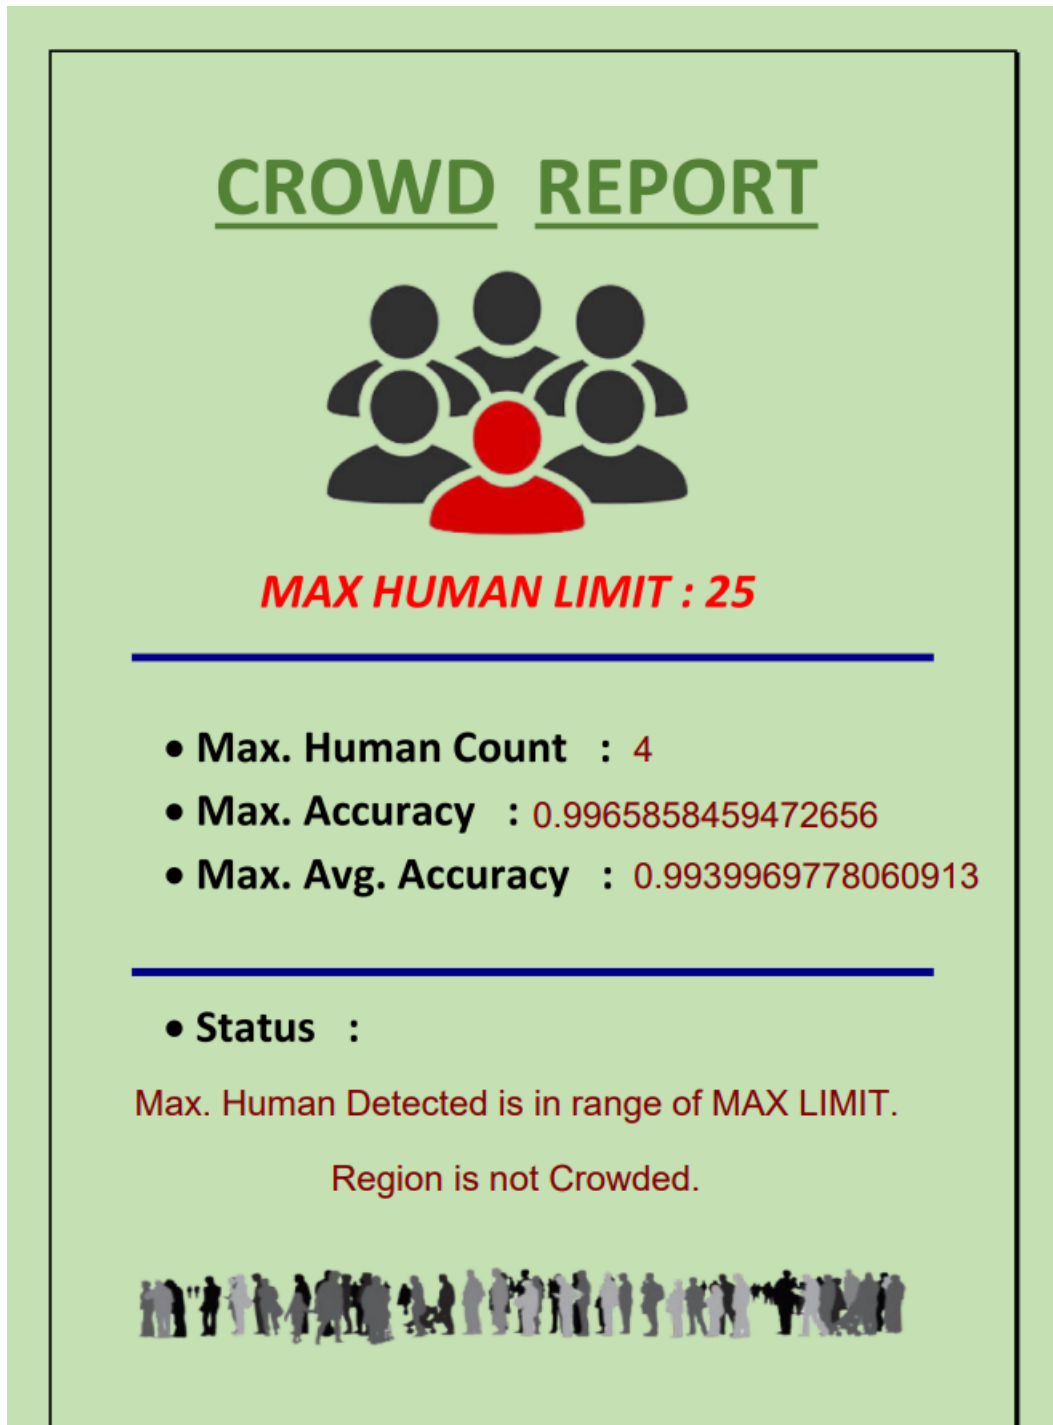 CROWD REPORT
MAX HUMAN LIMIT : 25
• Max. Human Count : 4
• Max. Accuracy : 0.9965858459472656
• Max. Avg. Accuracy : 0.9939969778060913
• Status :
Max. Human Detected is in range of MAX LIMIT.
Region is not Crowded.